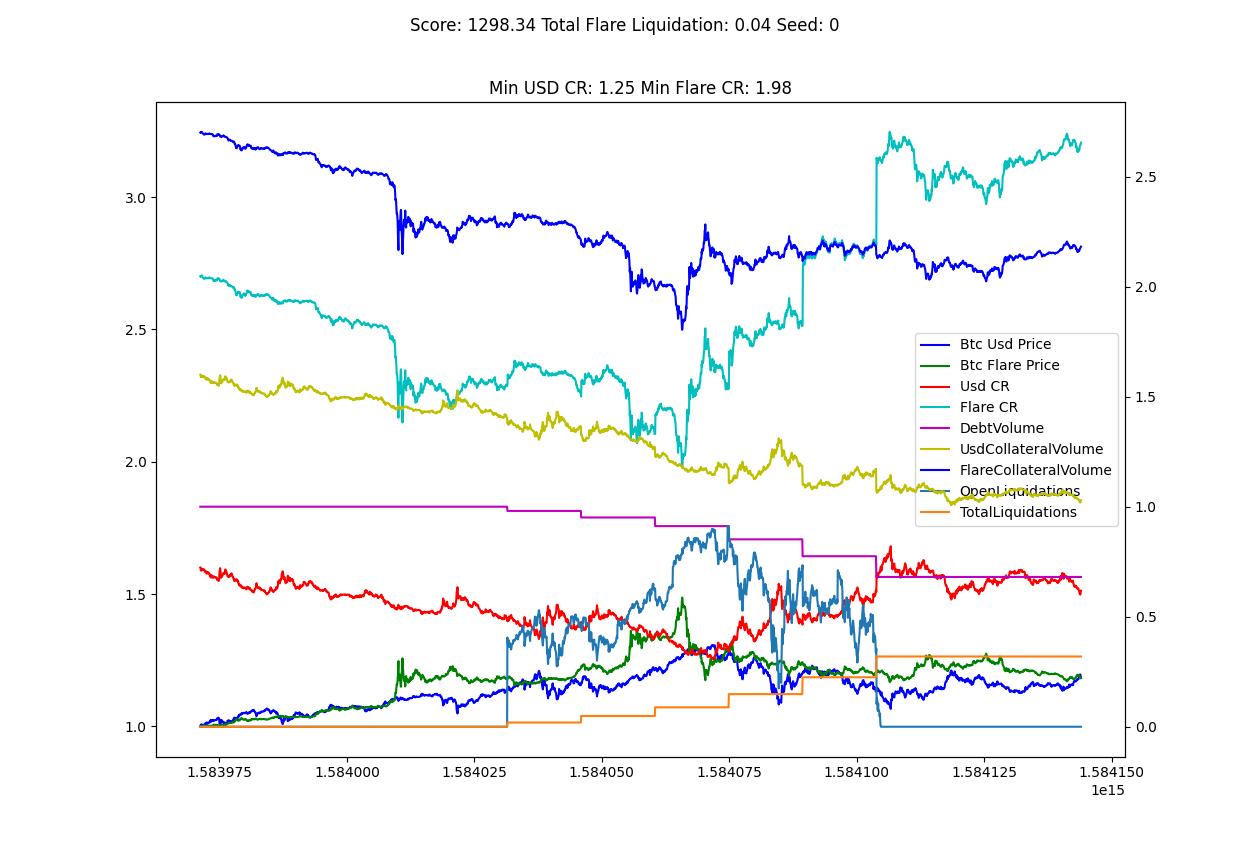 Score: 1298.34 Total Flare Liquidation: 0.04 Seed: 0
Min USD CR: 1.25 Min Flare CR: 1.98
3.0
2.5
2.0
1.5
1.0
2.5
2.0
1.5
1.0
0.5
0.0
Btc Usd Price
Btc Flare Price
Usd CR
Flare CR
DebtVolume
UsdCollateralVolume
FlareCollateralVolume
OpenLiquidations
TotalLiquidations
1.583975 1.584000 1.584025 1.584050 1.584075 1.584100 1.584125 1.584150
1e15